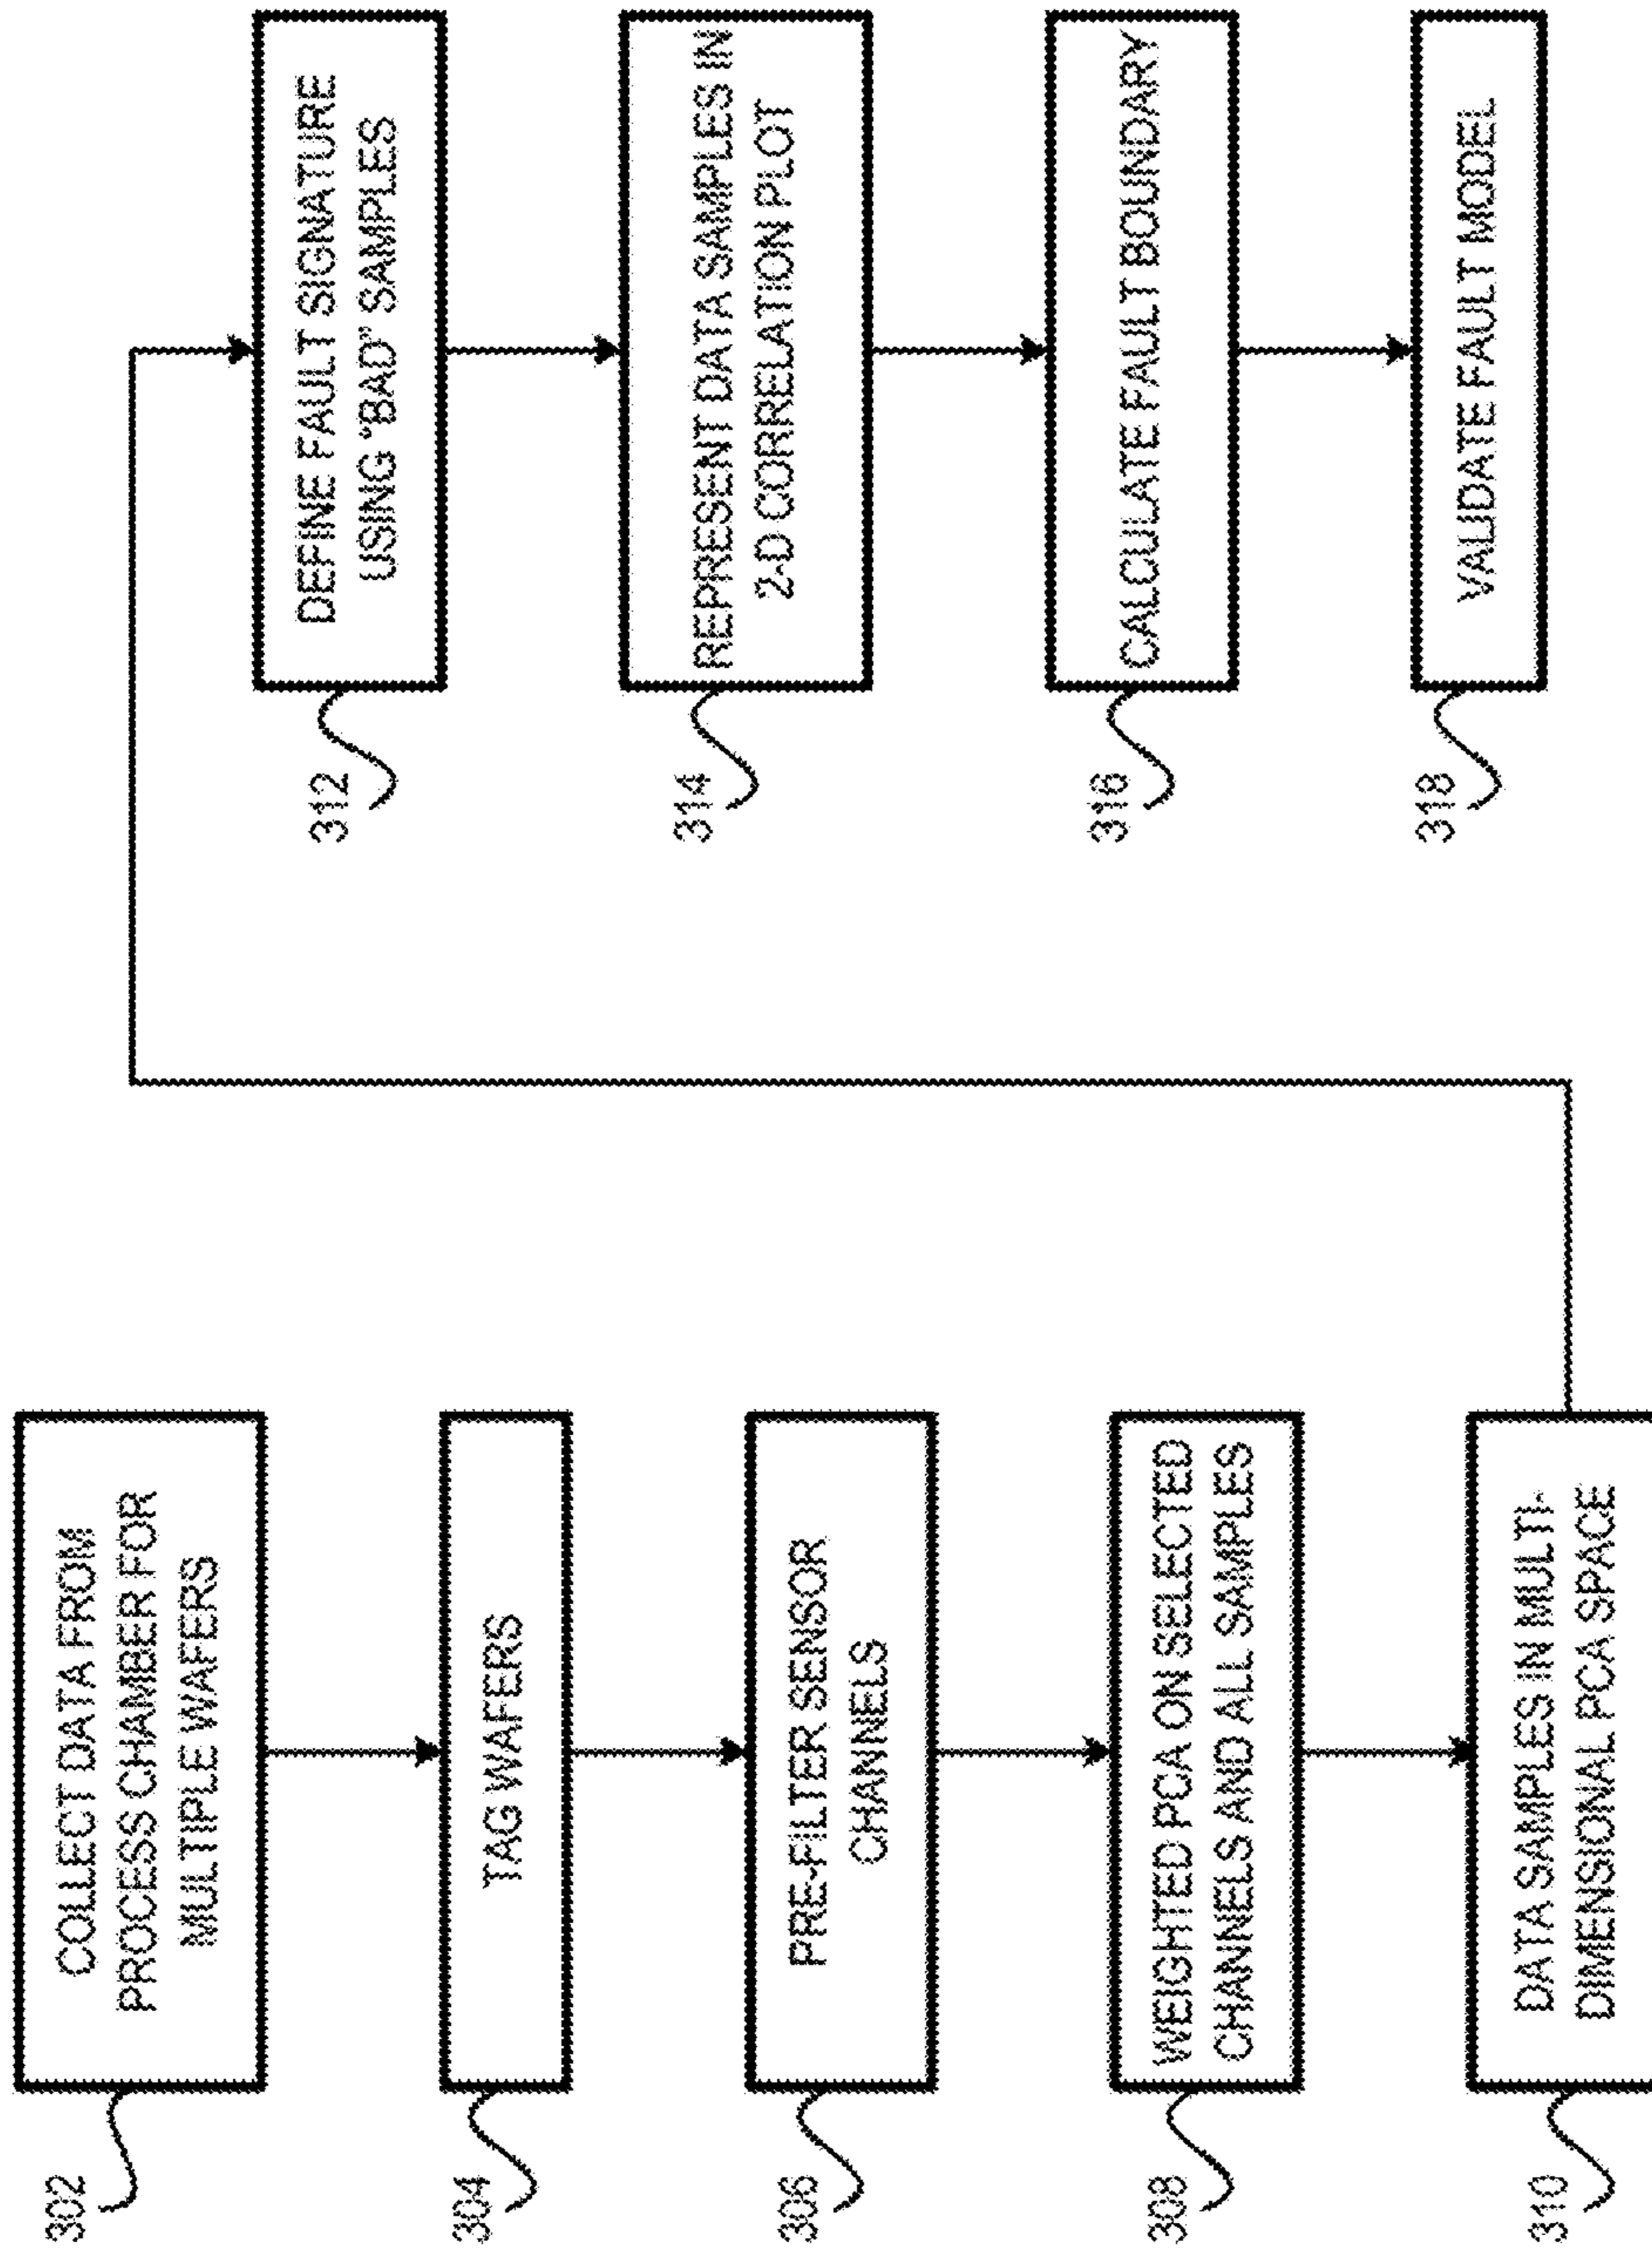 302
COLLECT DATA FROM
PROCESS CHAMBER FOR
MULTIPLE WAFERS
304
TAG WAFERS
306
PRE-FILTER SENSOR
CHANNELS
308
WEIGHTED PCA ON SELECTED
CHANNELS AND ALL SAMPLES
310
DATA SAMPLES IN MULTI-
DIMENSIONAL PCA SPACE
312
DEFINE FAULT SIGNATURE
USING "BAD" SAMPLES
314
REPRESENT DATA SAMPLES IN
2-D CORRELATION PLOT
316
CALCULATE FAULT BOUNDARY
318
VALIDATE FAULT MODEL